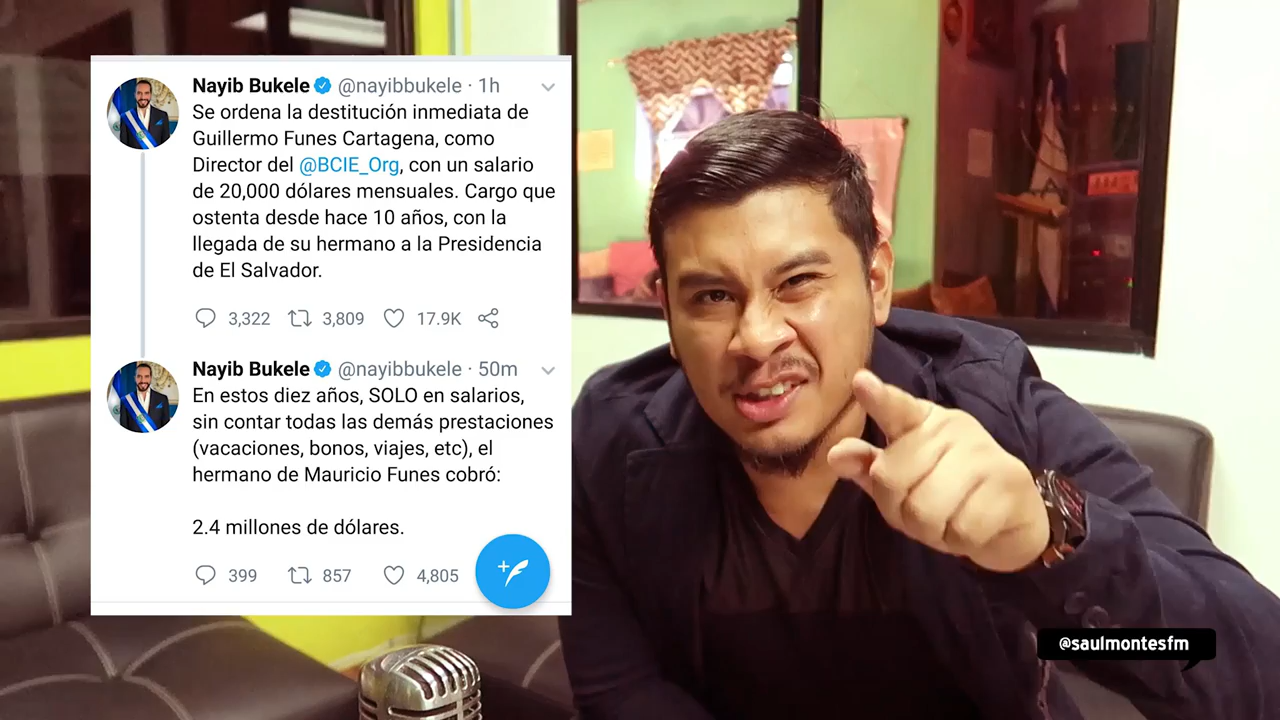 Nayib Bukele @nayibbukele · 1h
Se ordena la destitución inmediata de
Guillermo Funes Cartagena, como
Director del @BCIE_Org, con un salario
de 20,000 dólares mensuales. Cargo que
ostenta desde hace 10 años, con la
llegada de su hermano a la Presidencia
de El Salvador.
3,322 3,809 17.9K
Nayib Bukele @nayibbukele · 50m
En estos diez años, SOLO en salarios,
sin contar todas las demás prestaciones
(vacaciones, bonos, viajes, etc), el
hermano de Mauricio Funes cobró:
2.4 millones de dólares.
399 857 4,805
@saulmontesfm